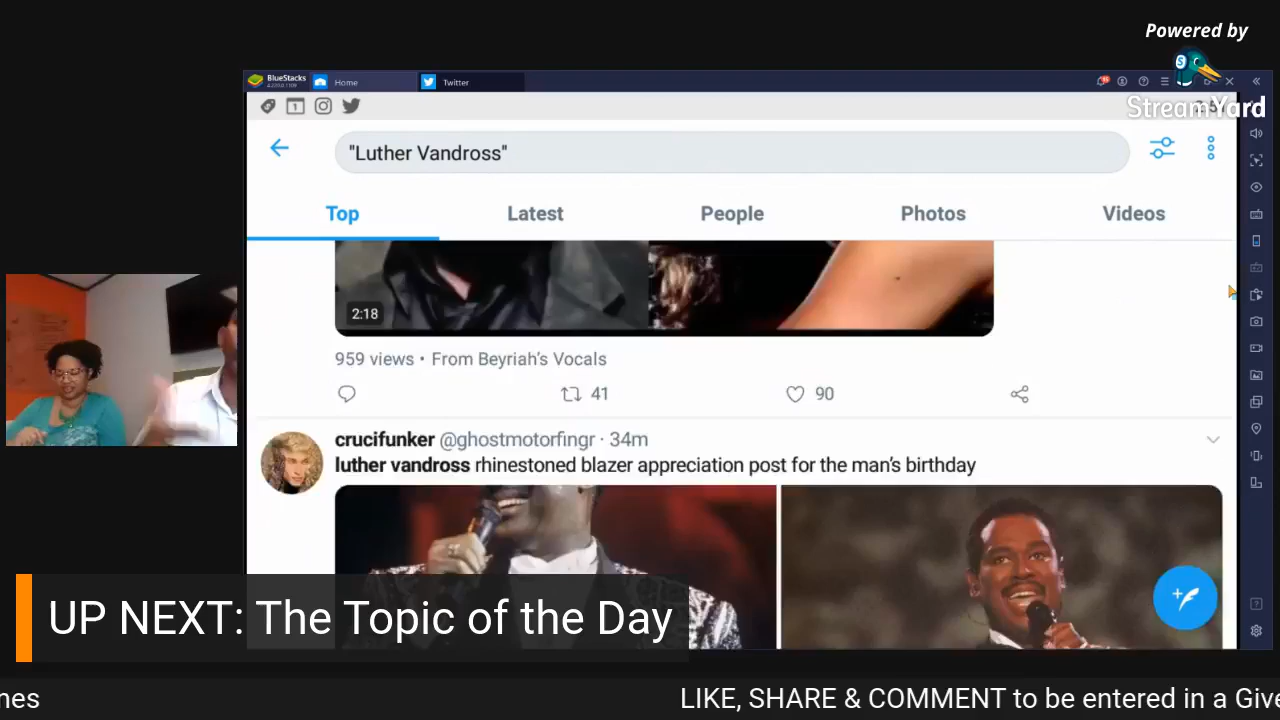 Powered by
StreamYard
BlueStacks
Home
Twitter
"Luther Vandross"
Top
Latest
People
Photos
Videos
2:18
959 views • From Beyriah's Vocals
41
90
crucifunker @ghostmotorfingr · 34m
luther vandross rhinestoned blazer appreciation post for the man's birthday
UP NEXT: The Topic of the Day
nes
LIKE, SHARE & COMMENT to be entered in a Give